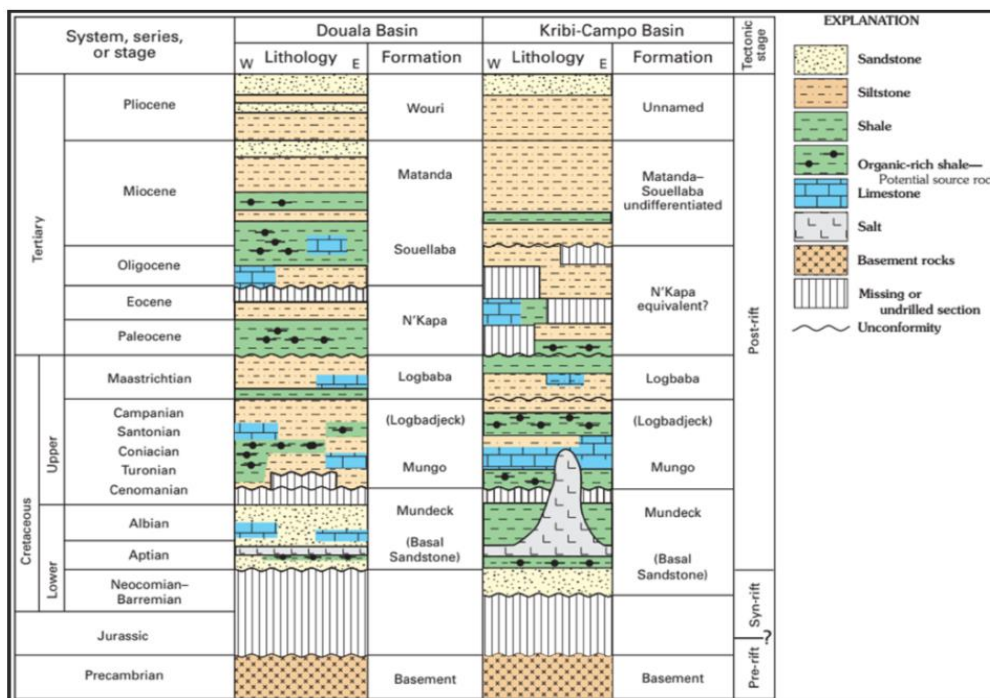 System, series,
or stage
Douala Basin
Kribi-Campo Basin
Tectonic
stage
W Lithology E
Formation
W Lithology E
Formation
Tertiary
Pliocene
Wouri
Unnamed
Miocene
Matanda
Matanda–
Souellaba
undifferentiated
Souellaba
Oligocene
Eocene
N'Kapa
N'Kapa
equivalent?
Paleocene
Post-rift
Cretaceous
Upper
Maastrichtian
Logbaba
Logbaba
Campanian
(Logbadjeck)
(Logbadjeck)
Santonian
Coniacian
Turonian
Mungo
Mungo
Cenomanian
Lower
Albian
Mundeck
Mundeck
Aptian
(Basal
Sandstone)
(Basal
Sandstone)
Neocomian–
Barremian
Syn-rift
Jurassic
?
Pre-rift
Precambrian
Basement
Basement
EXPLANATION
Sandstone
Siltstone
Shale
Organic-rich shale—
Potential source roc
Limestone
Salt
Basement rocks
Missing or
undrilled section
Unconformity